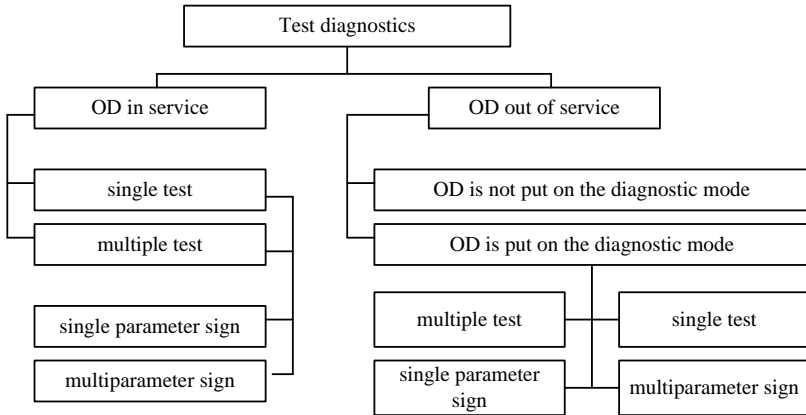 Test diagnostics
OD in service
OD out of service
single test
OD is not put on the diagnostic mode
multiple test
OD is put on the diagnostic mode
single parameter sign
multiple test
single test
multiparameter sign
single parameter
sign
multiparameter sign